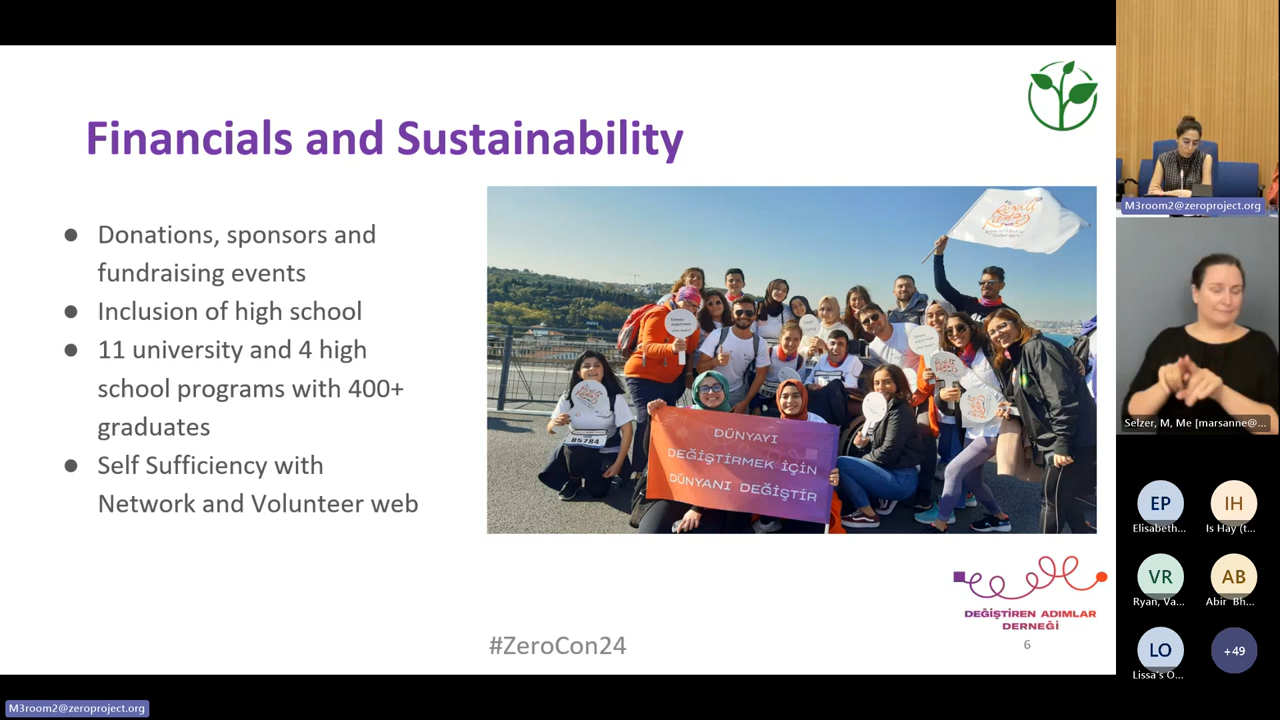 Financials and Sustainability
● Donations, sponsors and
fundraising events
● Inclusion of high school
● 11 university and 4 high
school programs with 400+
graduates
● Self Sufficiency with
Network and Volunteer web
85784
DÜNYAYI
DEĞİŞTİRMEK İÇİN
DÜNYANI DEĞİŞTİR
DEĞİŞTİREN ADIMLAR
DERNEĞİ
#ZeroCon24
6
M3room2@zeroproject.org
Selzer, M, Me [marsanne@...
EP
Elisabeth...
IH
Is Hay (t...
VR
Ryan, Va...
AB
Abir Bh...
LO
Lissa's O...
+49
M3room2@zeroproject.org